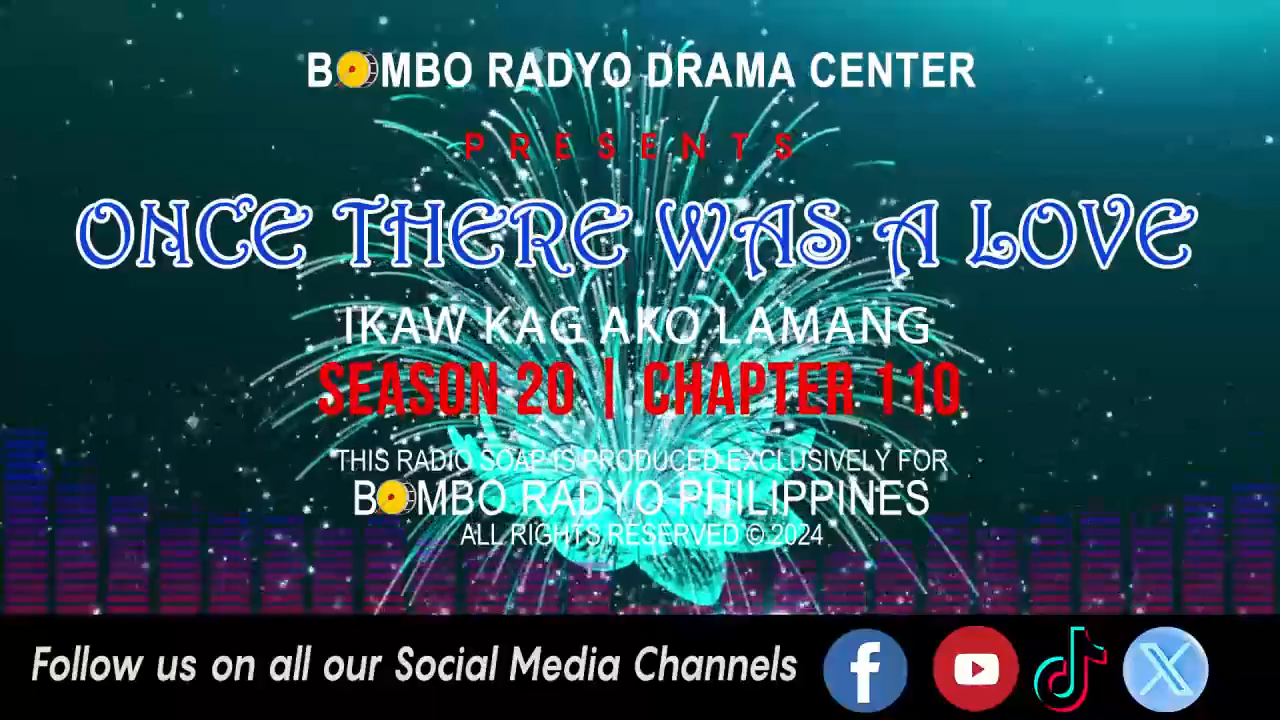 BOMBO RADYO DRAMA CENTER
PRESENTS
ONCE THERE WAS A LOVE
IKAW KAG AKO LAMANG
SEASON 20 | CHAPTER 110
THIS RADIO SOAP IS PRODUCED EXCLUSIVELY FOR
BOMBO RADYO PHILIPPINES
ALL RIGHTS RESERVED © 2024
Follow us on all our Social Media Channels